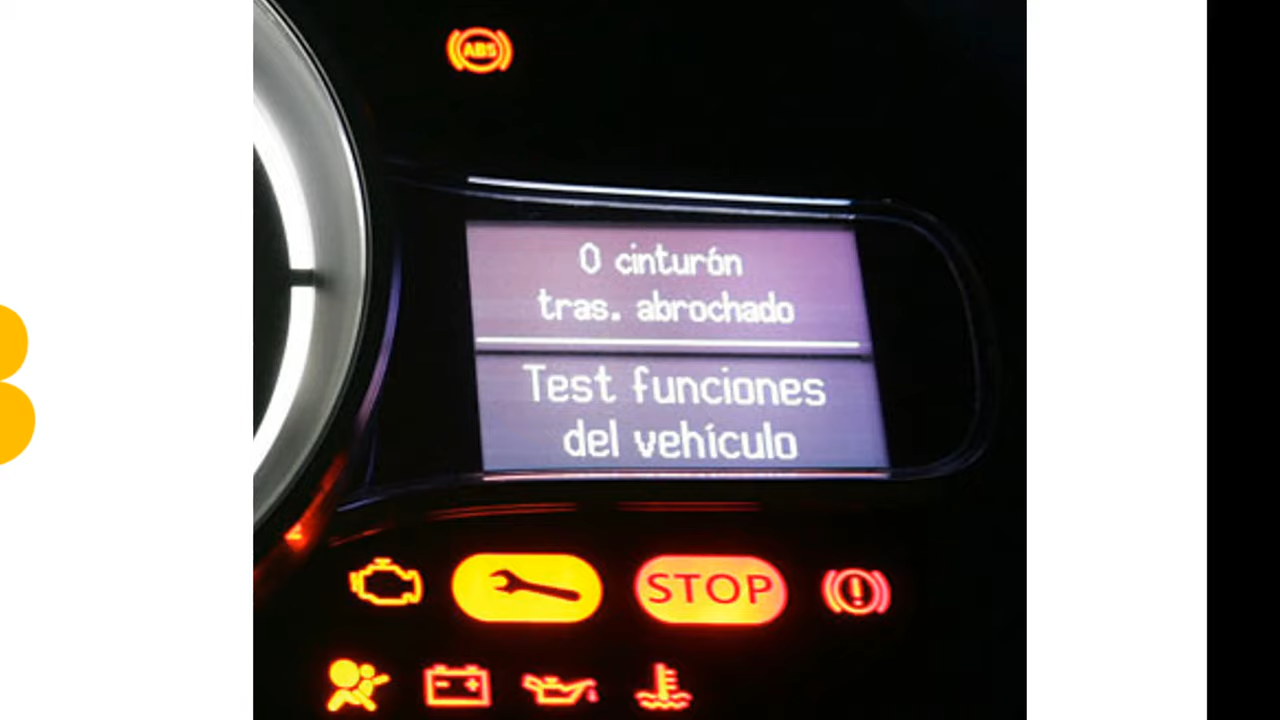 ABS
0 cinturón
tras. abrochado
Test funciones
del vehículo
STOP